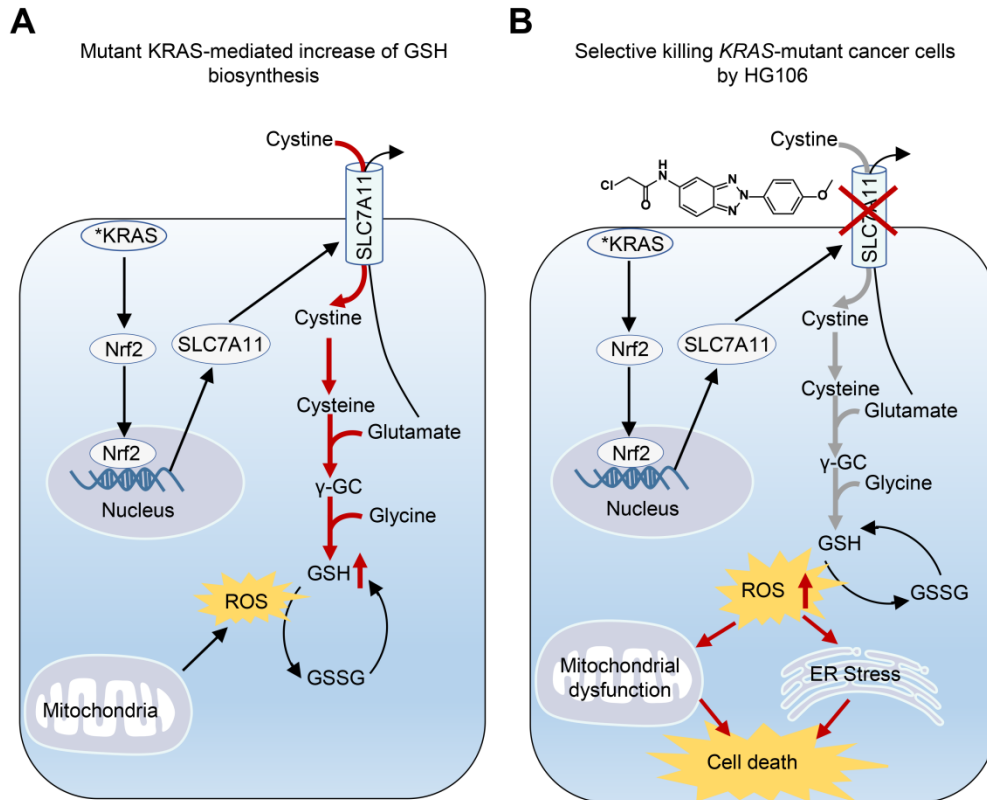 A
Mutant KRAS-mediated increase of GSH
biosynthesis
Cystine
SLC7A11
*KRAS
Nrf2
SLC7A11
Cystine
Cysteine
Glutamate
Nrf2
γ-GC
Nucleus
Glycine
GSH
ROS
GSSG
Mitochondria
B
Selective killing KRAS-mutant cancer cells
by HG106
Cystine
SLC7A11
Cl
O
H
N
N
N
N
O
*KRAS
Nrf2
SLC7A11
Cystine
Cysteine
Glutamate
Nrf2
γ-GC
Nucleus
Glycine
GSH
ROS
GSSG
Mitochondrial
dysfunction
ER Stress
Cell death